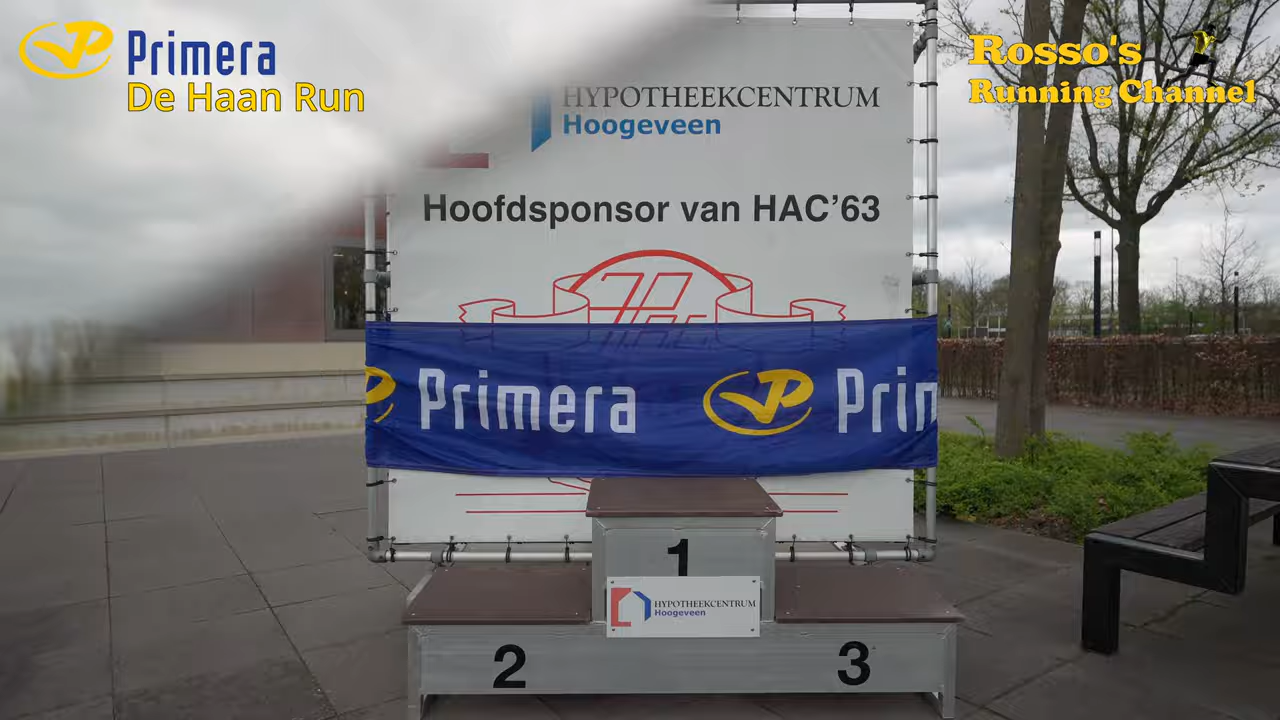 Primera
De Haan Run
Rosso's
Running Channel
HYPOTHEEKCENTRUM
Hoogeveen
Hoofdsponsor van HAC'63
Primera
Prim
1
HYPOTHEEKCENTRUM
Hoogeveen
2
3